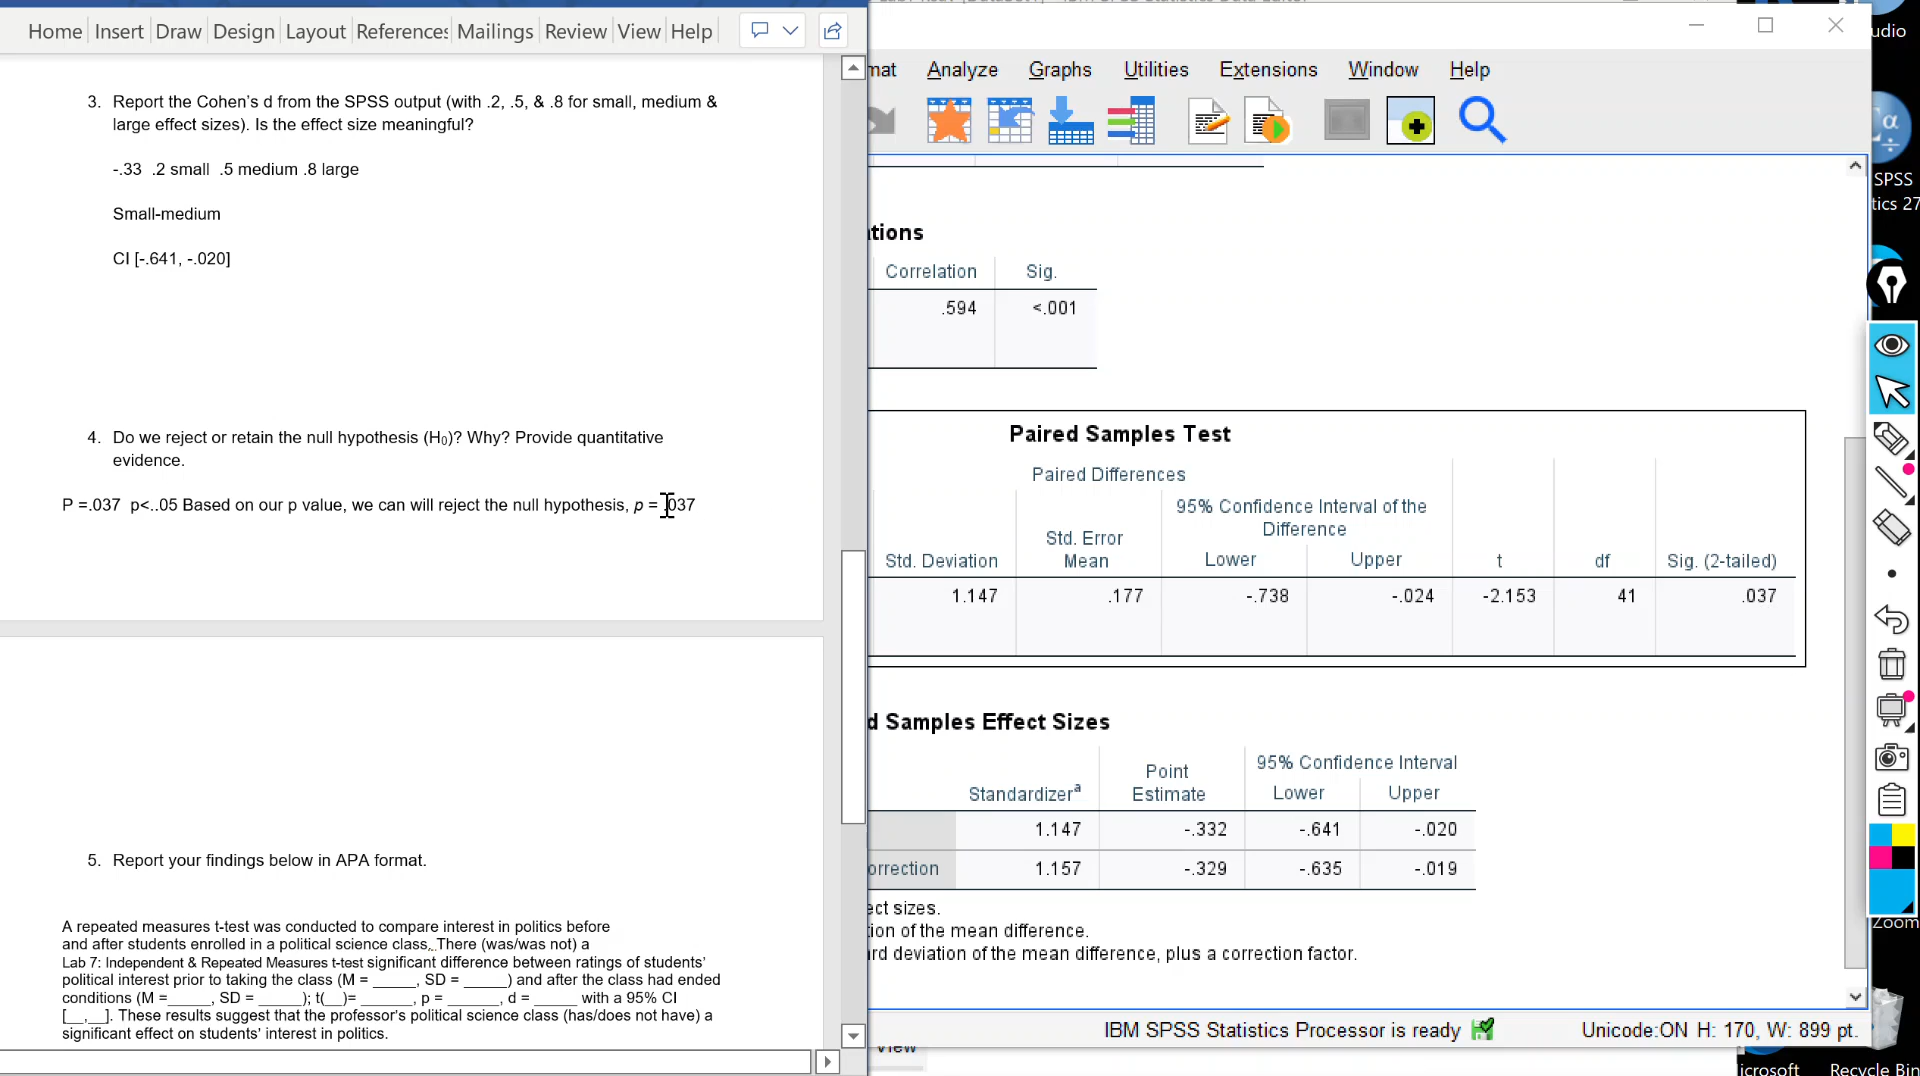 Home Insert Draw Design Layout References Mailings Review View Help
3. Report the Cohen's d from the SPSS output (with .2, .5, & .8 for small, medium &
large effect sizes). Is the effect size meaningful?
-.33 .2 small .5 medium .8 large
Small-medium
CI [-.641, -.020]
4. Do we reject or retain the null hypothesis (H0)? Why? Provide quantitative
evidence.
P =.037 p<..05 Based on our p value, we can will reject the null hypothesis, p = .037
5. Report your findings below in APA format.
A repeated measures t-test was conducted to compare interest in politics before
and after students enrolled in a political science class. There (was/was not) a
Lab 7: Independent & Repeated Measures t-test significant difference between ratings of students'
political interest prior to taking the class (M = _____, SD = _____) and after the class had ended
conditions (M =_____, SD = _____); t(__)= ______, p = ______, d = _____ with a 95% CI
[__,__]. These results suggest that the professor's political science class (has/does not have) a
significant effect on students' interest in politics.
mat Analyze Graphs Utilities Extensions Window Help
ations
Correlation Sig.
.594 <.001
Paired Samples Test
Paired Differences
95% Confidence Interval of the
Difference
Std. Deviation Std. Error Mean Lower Upper t df Sig. (2-tailed)
1.147 .177 -.738 -.024 -2.153 41 .037
d Samples Effect Sizes
Standardizer a Point Estimate 95% Confidence Interval
Lower Upper
1.147 -.332 -.641 -.020
orrection 1.157 -.329 -.635 -.019
ect sizes.
tion of the mean difference.
rd deviation of the mean difference, plus a correction factor.
IBM SPSS Statistics Processor is ready Unicode:ON H: 170, W: 899 pt.
View
udio
SPSS
tics 27
Zoom
icrosoft
Recycle Bin